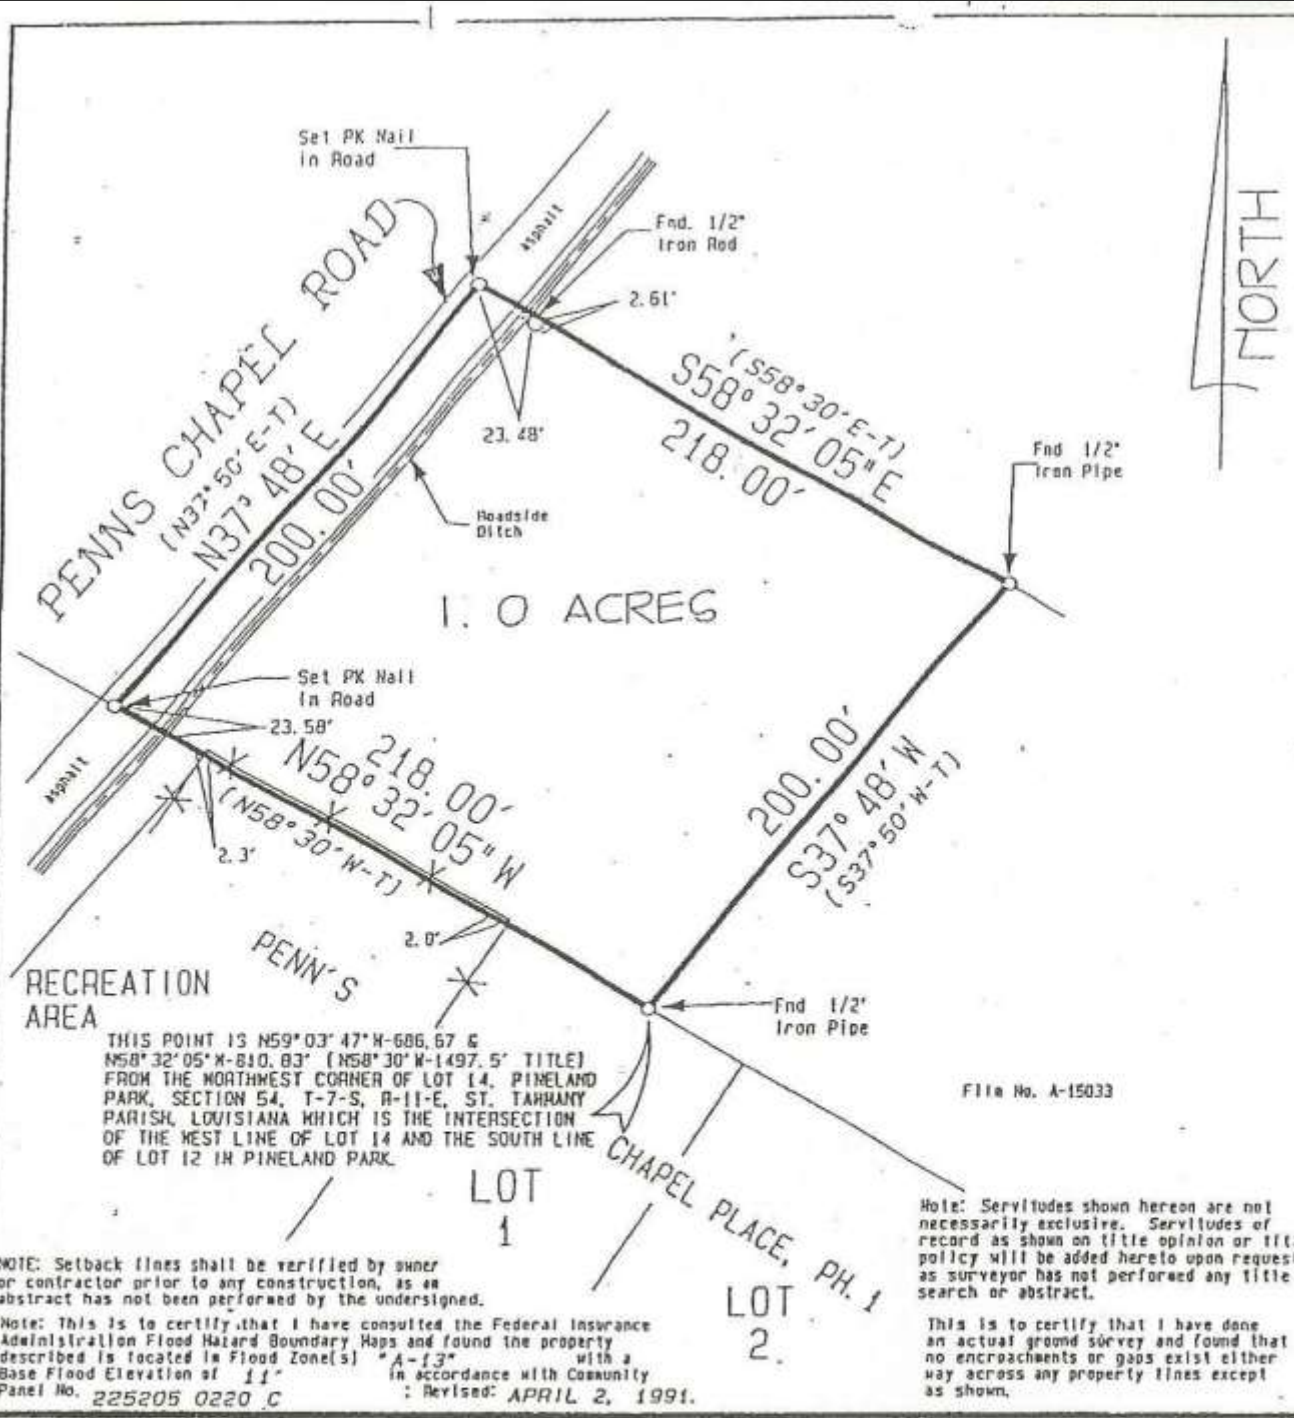 Set PK Nail
in Road
asphalt
Fnd. 1/2"
Iron Rod
2.61'
NORTH
PENNS CHAPEL ROAD
(N37° 50' E-T)
N37° 48' E
200.00'
23.48'
(S58° 30' E-T)
S58° 32' 05" E
218.00'
Fnd 1/2"
Iron Pipe
Roadside
Ditch
1.0 ACRES
Set PK Nail
in Road
23.58'
asphalt
218.00'
N58° 32' 05" W
(N58° 30' W-T)
2.3'
2.0'
200.00'
S37° 48' W
(S37° 50' W-T)
PENN'S
RECREATION
AREA
Fnd 1/2"
Iron Pipe
THIS POINT IS N59° 03' 47" W-686.67 &
N58° 32' 05" W-810.83' (N58° 30' W-1497.5' TITLE)
FROM THE NORTHWEST CORNER OF LOT 14, PINELAND
PARK, SECTION 54, T-7-S, R-11-E, ST. TAMMANY
PARISH, LOUISIANA WHICH IS THE INTERSECTION
OF THE WEST LINE OF LOT 14 AND THE SOUTH LINE
OF LOT 12 IN PINELAND PARK.
File No. A-15033
CHAPEL PLACE, PH. 1
LOT
1
LOT
2.
NOTE: Setback lines shall be verified by owner
or contractor prior to any construction, as an
abstract has not been performed by the undersigned.
Note: This is to certify that I have consulted the Federal Insurance
Administration Flood Hazard Boundary Maps and found the property
described is located in Flood Zone(s) "A-13" with a
Base Flood Elevation of 11' in accordance with Community
Panel No. 225205 0220 C ; Revised: APRIL 2, 1991.
Note: Servitudes shown hereon are not
necessarily exclusive. Servitudes of
record as shown on title opinion or titl
policy will be added hereto upon request
as surveyor has not performed any title
search or abstract.
This is to certify that I have done
an actual ground survey and found that
no encroachments or gaps exist either
way across any property lines except
as shown.